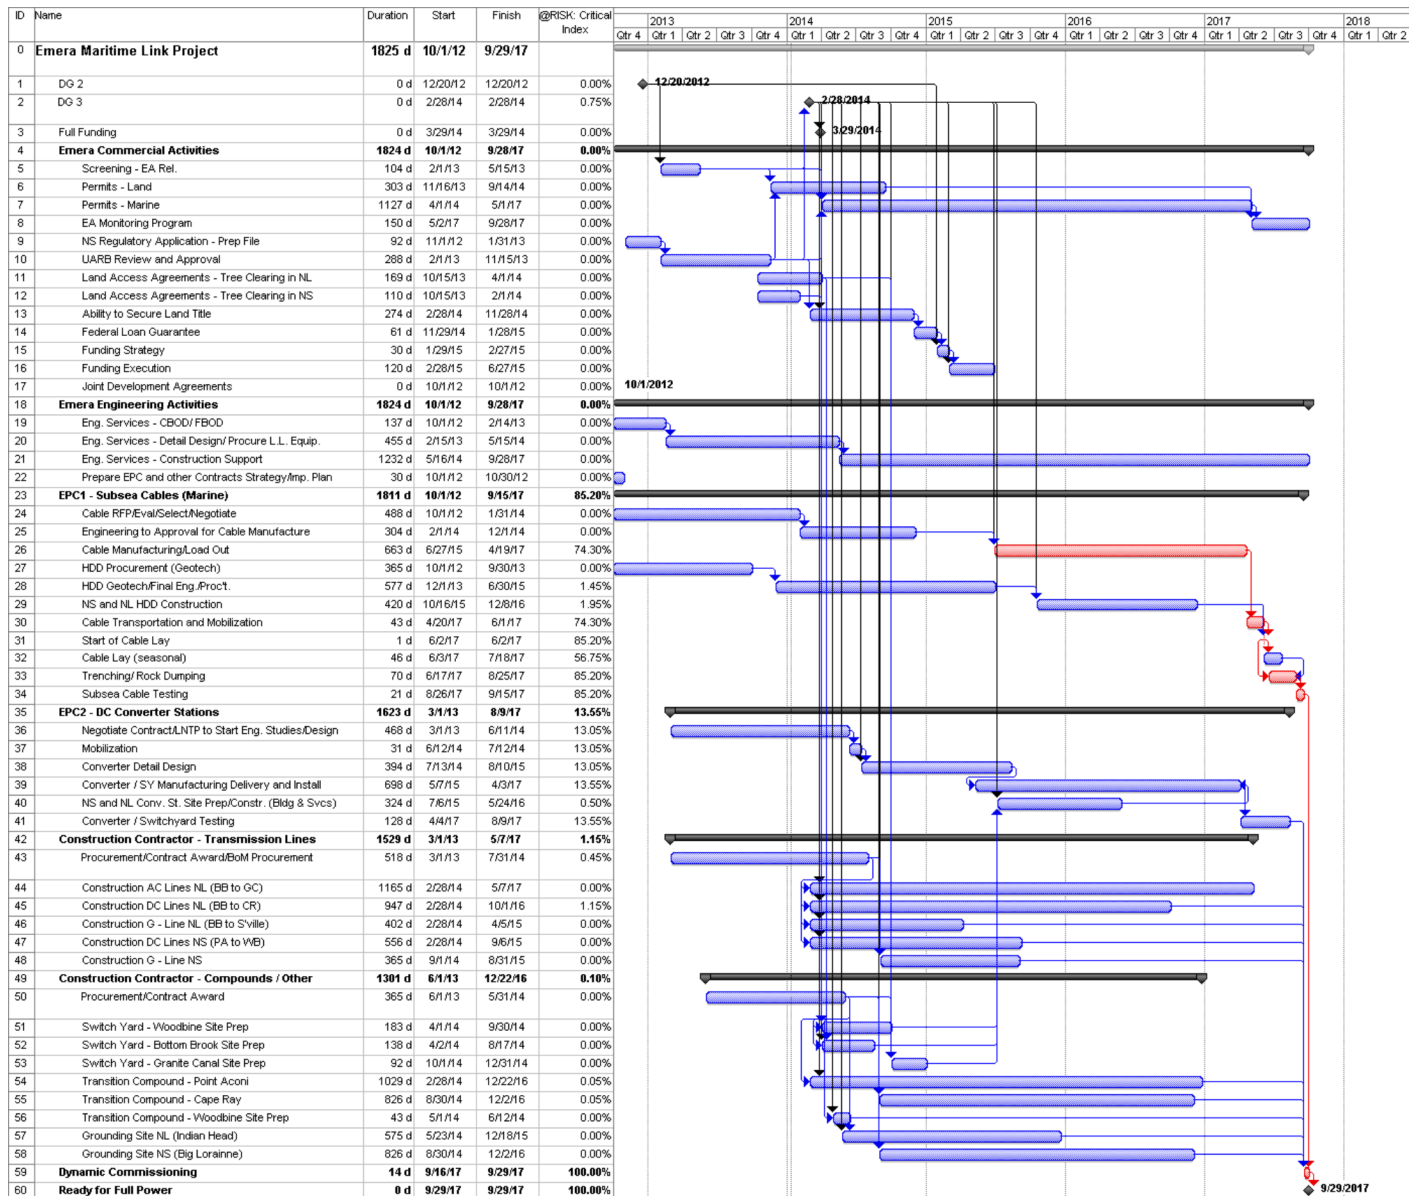 ID Name Duration Start Finish @RISK: Critical Index 2013 2014 2015 2016 2017 2018
Qtr 4 Qtr 1 Qtr 2 Qtr 3 Qtr 4 Qtr 1 Qtr 2 Qtr 3 Qtr 4 Qtr 1 Qtr 2 Qtr 3 Qtr 4 Qtr 1 Qtr 2 Qtr 3 Qtr 4 Qtr 1 Qtr 2 Qtr 3 Qtr 4 Qtr 1 Qtr 2
0 Emera Maritime Link Project 1825 d 10/1/12 9/29/17
1 DG 2 0 d 12/20/12 12/20/12 0.00% 12/20/2012
2 DG 3 0 d 2/28/14 2/28/14 0.75% 2/28/2014
3 Full Funding 0 d 3/29/14 3/29/14 0.00% 3/29/2014
4 Emera Commercial Activities 1824 d 10/1/12 9/28/17 0.00%
5 Screening - EA Rel. 104 d 2/1/13 5/15/13 0.00%
6 Permits - Land 303 d 11/16/13 9/14/14 0.00%
7 Permits - Marine 1127 d 4/1/14 5/1/17 0.00%
8 EA Monitoring Program 150 d 5/2/17 9/28/17 0.00%
9 NS Regulatory Application - Prep File 92 d 11/1/12 1/31/13 0.00%
10 UARB Review and Approval 288 d 2/1/13 11/15/13 0.00%
11 Land Access Agreements - Tree Clearing in NL 169 d 10/15/13 4/1/14 0.00%
12 Land Access Agreements - Tree Clearing in NS 110 d 10/15/13 2/1/14 0.00%
13 Ability to Secure Land Title 274 d 2/28/14 11/28/14 0.00%
14 Federal Loan Guarantee 61 d 11/29/14 1/28/15 0.00%
15 Funding Strategy 30 d 1/29/15 2/27/15 0.00%
16 Funding Execution 120 d 2/28/15 6/27/15 0.00%
17 Joint Development Agreements 0 d 10/1/12 10/1/12 0.00% 10/1/2012
18 Emera Engineering Activities 1824 d 10/1/12 9/28/17 0.00%
19 Eng. Services - CBOD/ FBOD 137 d 10/1/12 2/14/13 0.00%
20 Eng. Services - Detail Design/ Procure L.L. Equip. 455 d 2/15/13 5/15/14 0.00%
21 Eng. Services - Construction Support 1232 d 5/16/14 9/28/17 0.00%
22 Prepare EPC and other Contracts Strategy/Imp. Plan 30 d 10/1/12 10/30/12 0.00%
23 EPC1 - Subsea Cables (Marine) 1811 d 10/1/12 9/15/17 85.20%
24 Cable RFP/Eval/Select/Negotiate 488 d 10/1/12 1/31/14 0.00%
25 Engineering to Approval for Cable Manufacture 304 d 2/1/14 12/1/14 0.00%
26 Cable Manufacturing/Load Out 663 d 6/27/15 4/19/17 74.30%
27 HDD Procurement (Geotech) 365 d 10/1/12 9/30/13 0.00%
28 HDD Geotech/Final Eng./Proc't. 577 d 12/1/13 6/30/15 1.45%
29 NS and NL HDD Construction 420 d 10/16/15 12/8/16 1.95%
30 Cable Transportation and Mobilization 43 d 4/20/17 6/1/17 74.30%
31 Start of Cable Lay 1 d 6/2/17 6/2/17 85.20%
32 Cable Lay (seasonal) 46 d 6/3/17 7/18/17 56.75%
33 Trenching/ Rock Dumping 70 d 6/17/17 8/25/17 85.20%
34 Subsea Cable Testing 21 d 8/26/17 9/15/17 85.20%
35 EPC2 - DC Converter Stations 1623 d 3/1/13 8/9/17 13.55%
36 Negotiate Contract/LNTP to Start Eng. Studies/Design 468 d 3/1/13 6/11/14 13.05%
37 Mobilization 31 d 6/12/14 7/12/14 13.05%
38 Converter Detail Design 394 d 7/13/14 8/10/15 13.05%
39 Converter / SY Manufacturing Delivery and Install 698 d 5/7/15 4/3/17 13.55%
40 NS and NL Conv. St. Site Prep/Constr. (Bldg & Svcs) 324 d 7/6/15 5/24/16 0.50%
41 Converter / Switchyard Testing 128 d 4/4/17 8/9/17 13.55%
42 Construction Contractor - Transmission Lines 1529 d 3/1/13 5/7/17 1.15%
43 Procurement/Contract Award/BoM Procurement 518 d 3/1/13 7/31/14 0.45%
44 Construction AC Lines NL (BB to GC) 1165 d 2/28/14 5/7/17 0.00%
45 Construction DC Lines NL (BB to CR) 947 d 2/28/14 10/1/16 1.15%
46 Construction G - Line NL (BB to S'ville) 402 d 2/28/14 4/5/15 0.00%
47 Construction DC Lines NS (PA to WB) 556 d 2/28/14 9/6/15 0.00%
48 Construction G - Line NS 365 d 9/1/14 8/31/15 0.00%
49 Construction Contractor - Compounds / Other 1301 d 6/1/13 12/22/16 0.10%
50 Procurement/Contract Award 365 d 6/1/13 5/31/14 0.00%
51 Switch Yard - Woodbine Site Prep 183 d 4/1/14 9/30/14 0.00%
52 Switch Yard - Bottom Brook Site Prep 138 d 4/2/14 8/17/14 0.00%
53 Switch Yard - Granite Canal Site Prep 92 d 10/1/14 12/31/14 0.00%
54 Transition Compound - Point Aconi 1029 d 2/28/14 12/22/16 0.05%
55 Transition Compound - Cape Ray 826 d 8/30/14 12/2/16 0.05%
56 Transition Compound - Woodbine Site Prep 43 d 5/1/14 6/12/14 0.00%
57 Grounding Site NL (Indian Head) 575 d 5/23/14 12/18/15 0.00%
58 Grounding Site NS (Big Lorainne) 826 d 8/30/14 12/2/16 0.00%
59 Dynamic Commissioning 14 d 9/16/17 9/29/17 100.00%
60 Ready for Full Power 0 d 9/29/17 9/29/17 100.00% 9/29/2017